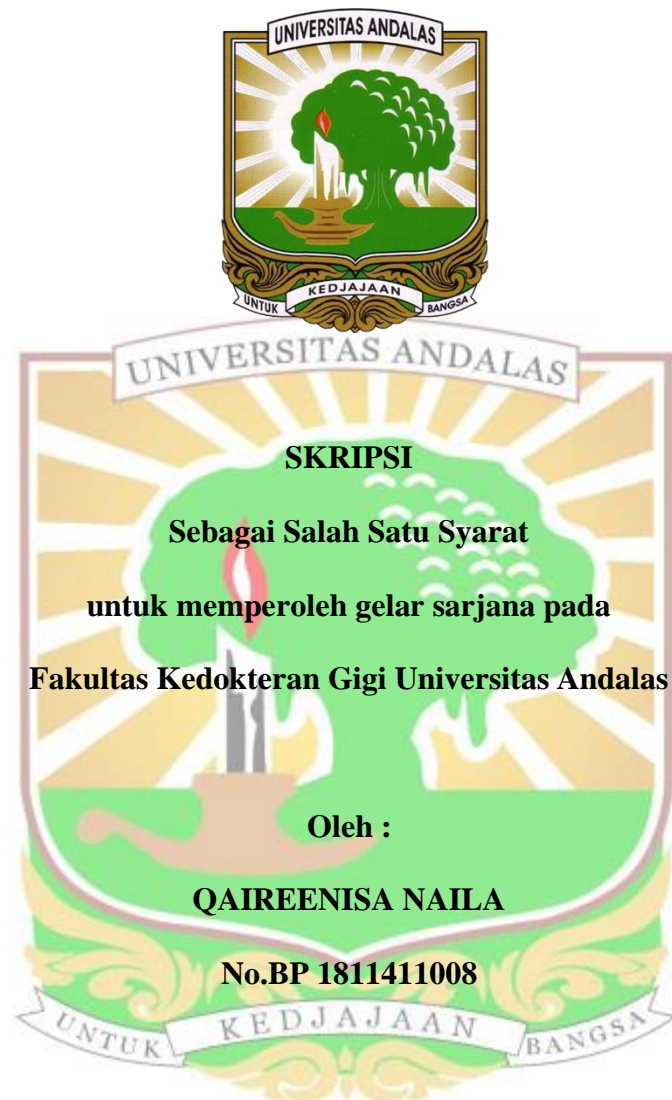 UNIVERSITAS ANDALAS
UNTUK KEDJAJAAN BANGSA
UNIVERSITAS ANDALAS
SKRIPSI
Sebagai Salah Satu Syarat
untuk memperoleh gelar sarjana pada
Fakultas Kedokteran Gigi Universitas Andalas
Oleh :
QAIREENISA NAILA
No.BP 1811411008
UNTUK KEDJAJAAN BANGSA